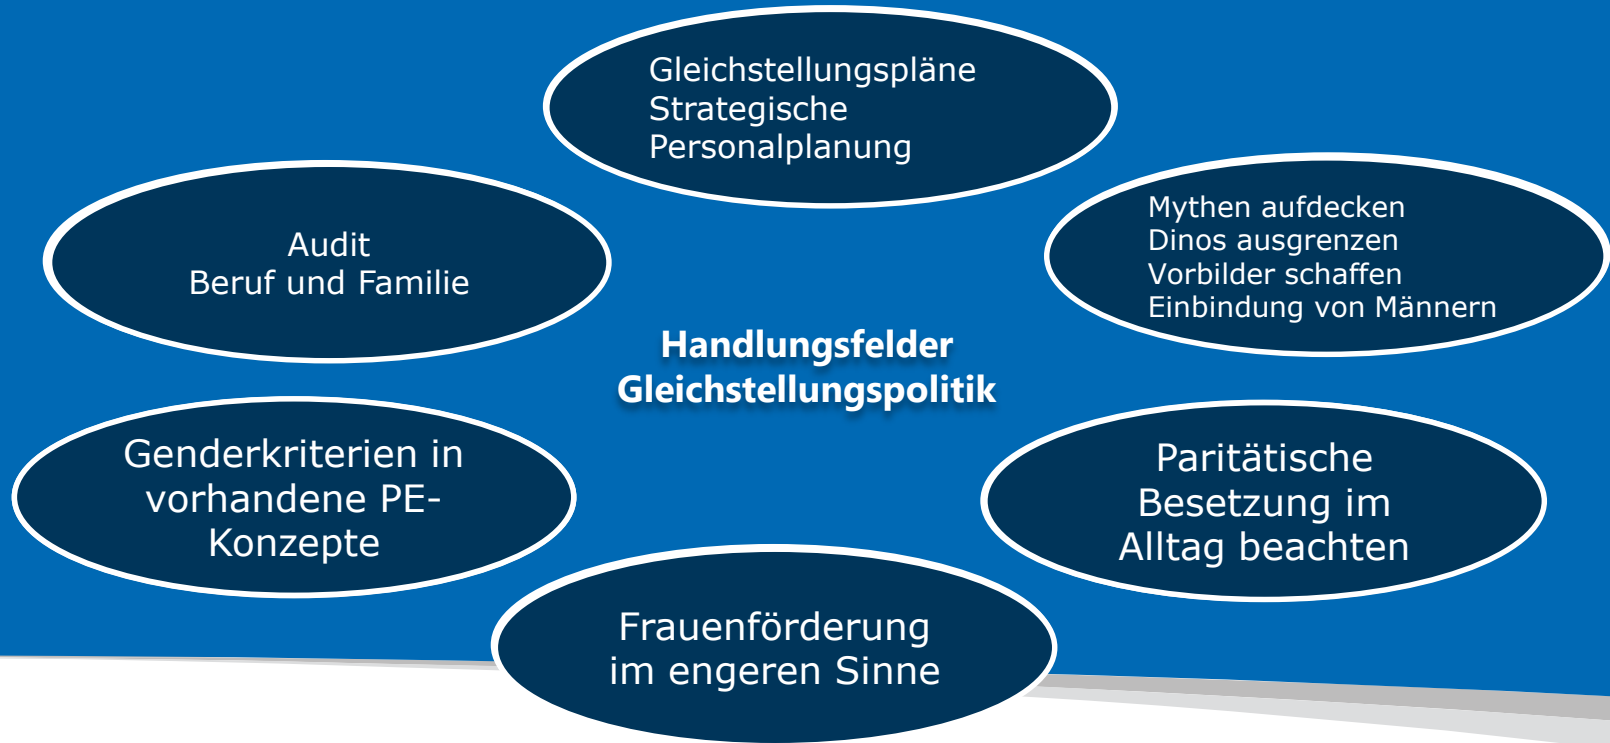 Gleichstellungspläne
Strategische
Personalplanung
Mythen aufdecken
Dinos ausgrenzen
Vorbilder schaffen
Einbindung von Männern
Audit
Beruf und Familie
Handlungsfelder
Gleichstellungspolitik
Genderkriterien in
vorhandene PE-
Konzepte
Paritätische
Besetzung im
Alltag beachten
Frauenförderung
im engeren Sinne